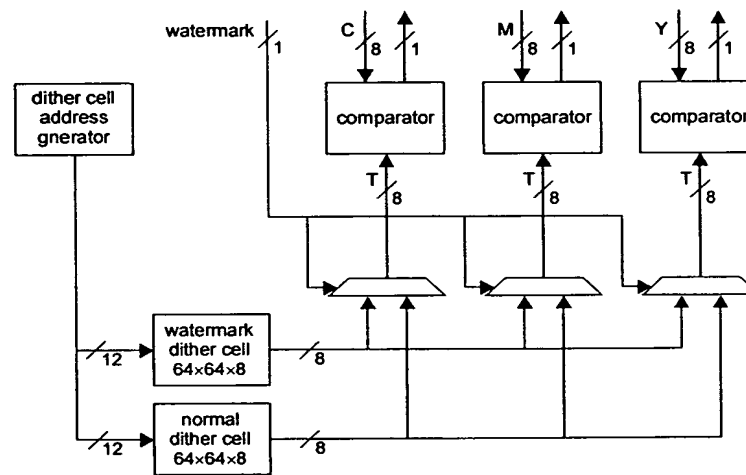 watermark 1 C 8 1 M 8 1 Y 8 1
dither cell
address
gnerator
comparator comparator comparator
T 8 T 8 T 8
12
watermark
dither cell
64×64×8
8
12
normal
dither cell
64×64×8
8